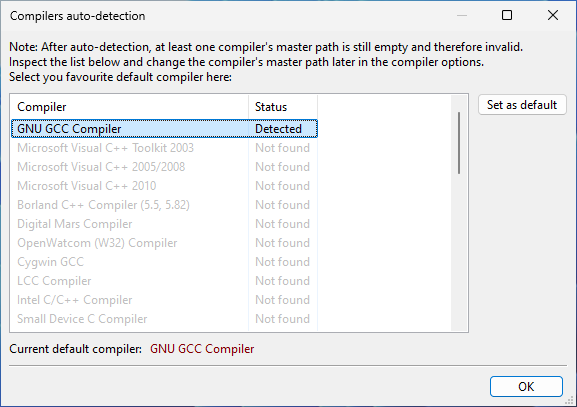 Compilers auto-detection
Note: After auto-detection, at least one compiler's master path is still empty and therefore invalid.
Inspect the list below and change the compiler's master path later in the compiler options.
Select you favourite default compiler here:
Compiler Status
Set as default
GNU GCC Compiler Detected
Microsoft Visual C++ Toolkit 2003 Not found
Microsoft Visual C++ 2005/2008 Not found
Microsoft Visual C++ 2010 Not found
Borland C++ Compiler (5.5, 5.82) Not found
Digital Mars Compiler Not found
OpenWatcom (W32) Compiler Not found
Cygwin GCC Not found
LCC Compiler Not found
Intel C/C++ Compiler Not found
Small Device C Compiler Not found
Current default compiler: GNU GCC Compiler
OK